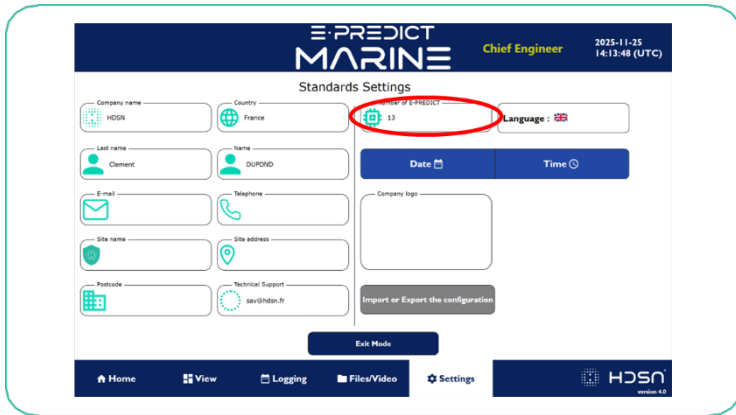 E·PREDICT
MARINE
Chief Engineer
2025-11-25
14:13:48 (UTC)
Standards Settings
Company name
HDSN
Country
France
Number of E-PREDICT
13
Language :
Last name
Clement
Name
DUPOND
Date
Time
E-mail
Telephone
Company logo
Site name
Site address
Postcode
Technical Support
sav@hdsn.fr
Import or Export the configuration
Exit Mode
Home
View
Logging
Files/Video
Settings
HDSN
version 4.0